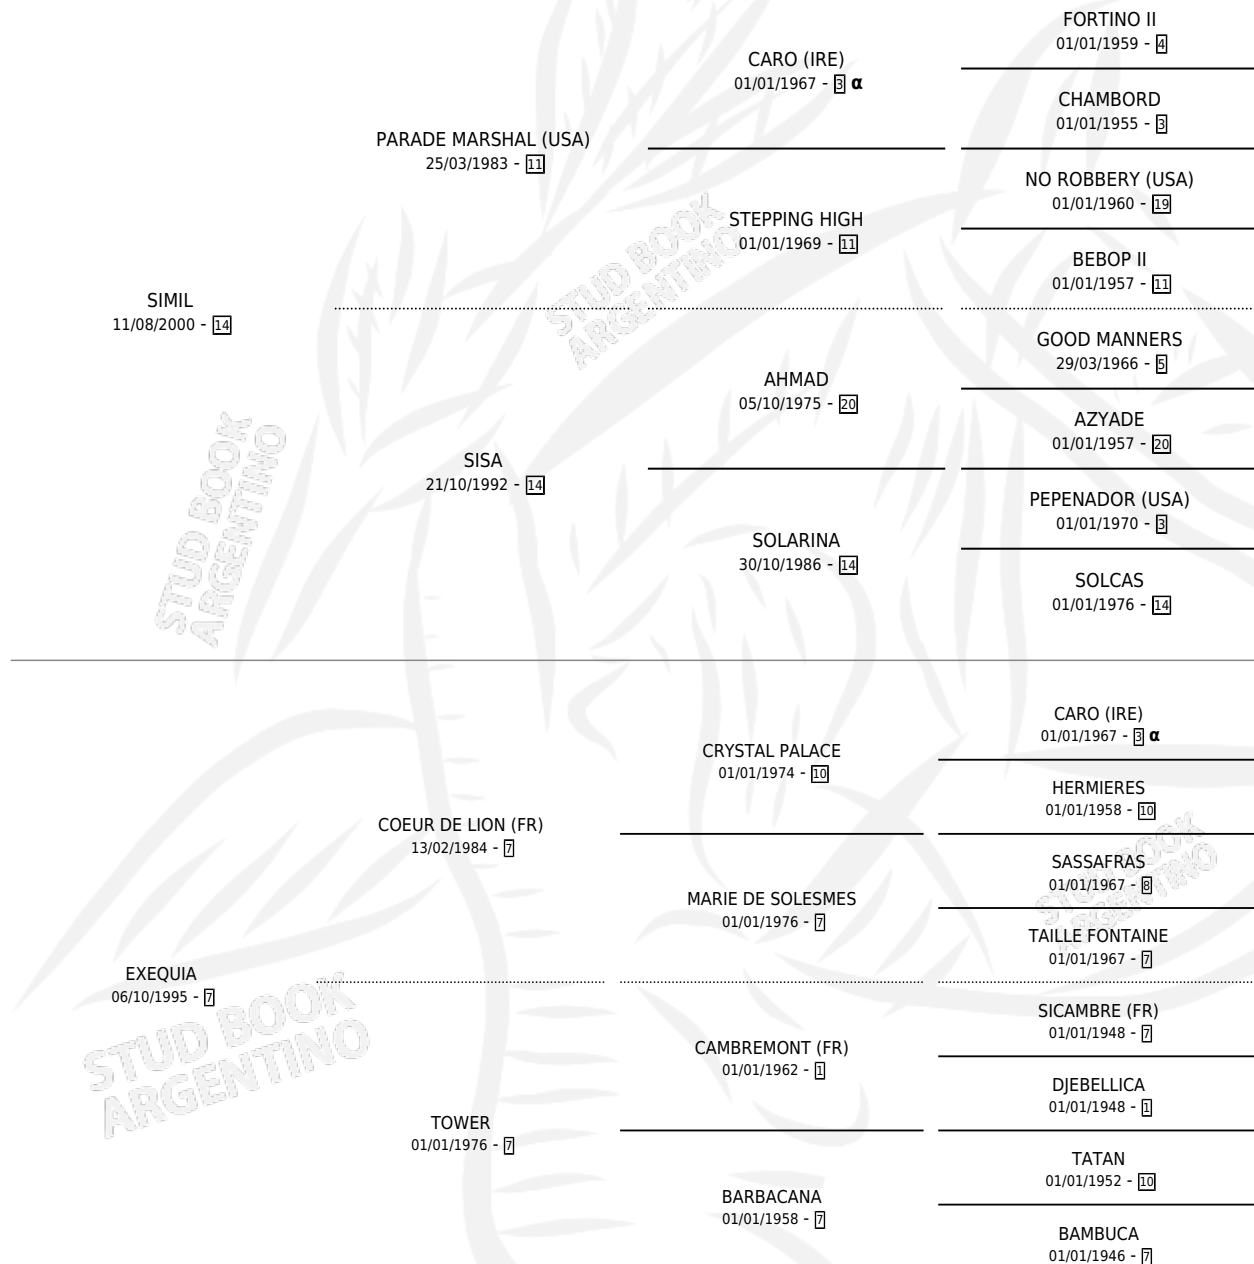 FORTINO II
01/01/1959 - 4
CARO (IRE)
01/01/1967 - 3 α
CHAMBORD
01/01/1955 - 3
PARADE MARSHAL (USA)
25/03/1983 - 11
NO ROBBERY (USA)
01/01/1960 - 19
STEPPING HIGH
01/01/1969 - 11
BEBOP II
01/01/1957 - 11
SIMIL
11/08/2000 - 14
STUD BOOK
ARGENTINO
GOOD MANNERS
29/03/1966 - 5
AHMAD
05/10/1975 - 20
AZYADE
01/01/1957 - 20
SISA
21/10/1992 - 14
PEPENADOR (USA)
01/01/1970 - 3
SOLARINA
30/10/1986 - 14
SOLCAS
01/01/1976 - 14
STUD BOOK
ARGENTINO
CARO (IRE)
01/01/1967 - 3 α
CRYSTAL PALACE
01/01/1974 - 10
HERMIERES
01/01/1958 - 10
COEUR DE LION (FR)
13/02/1984 - 7
SASSAFRAS
01/01/1967 - 8
STUD BOOK
ARGENTINO
MARIE DE SOLESMES
01/01/1976 - 7
TAILLE FONTAINE
01/01/1967 - 7
EXEQUIA
06/10/1995 - 7
STUD BOOK
ARGENTINO
SICAMBRE (FR)
01/01/1948 - 7
CAMBREMONT (FR)
01/01/1962 - 1
DJEBELLICA
01/01/1948 - 1
TOWER
01/01/1976 - 7
TATAN
01/01/1952 - 10
BARBACANA
01/01/1958 - 7
BAMBUCA
01/01/1946 - 7